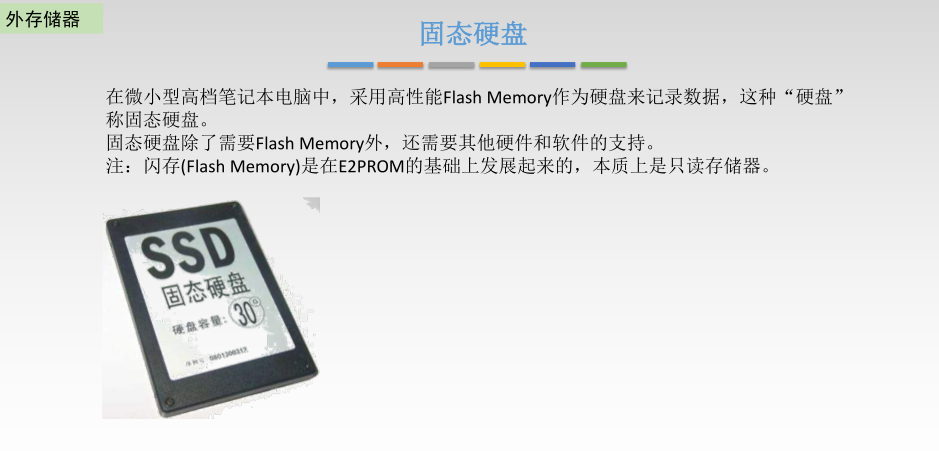 外存储器
固态硬盘
在微小型高档笔记本电脑中，采用高性能Flash Memory作为硬盘来记录数据，这种“硬盘”
称固态硬盘。
固态硬盘除了需要Flash Memory外，还需要其他硬件和软件的支持。
注：闪存(Flash Memory)是在E2PROM的基础上发展起来的，本质上是只读存储器。
SSD
固态硬盘
硬盘容量：30G